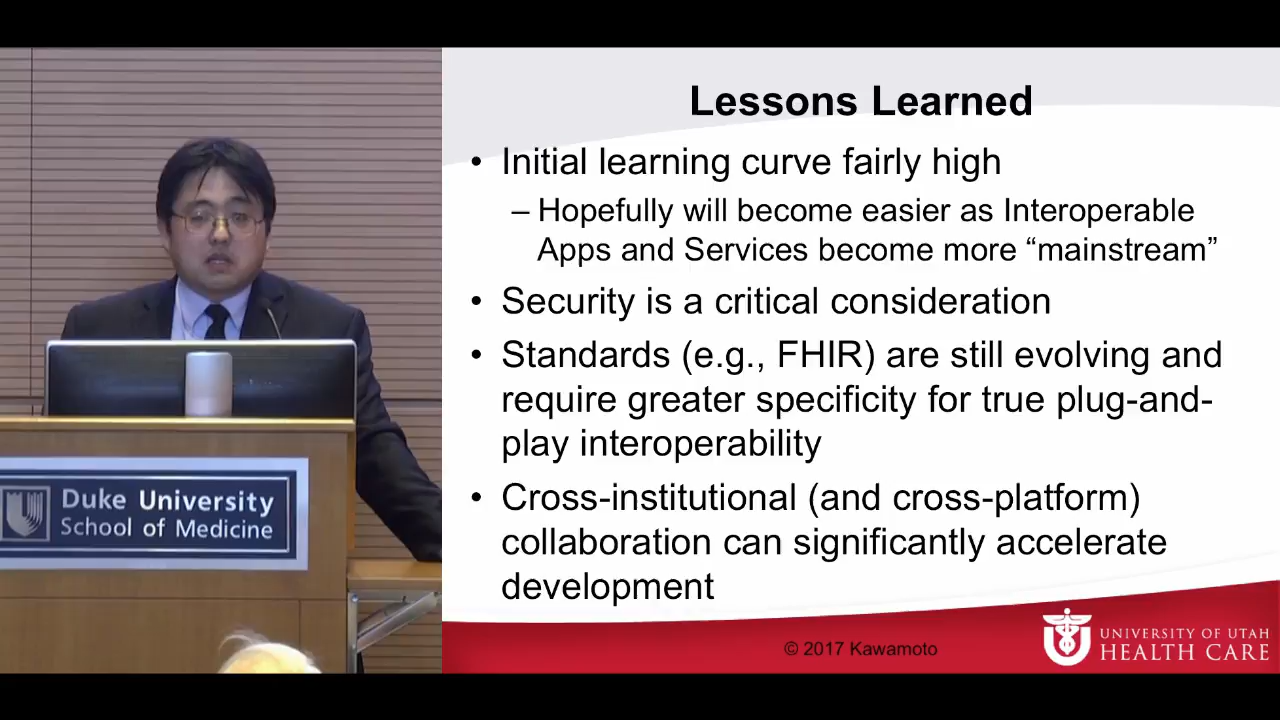 Lessons Learned
• Initial learning curve fairly high
– Hopefully will become easier as Interoperable
Apps and Services become more “mainstream”
• Security is a critical consideration
• Standards (e.g., FHIR) are still evolving and
require greater specificity for true plug-and-
play interoperability
• Cross-institutional (and cross-platform)
collaboration can significantly accelerate
development
© 2017 Kawamoto
UNIVERSITY OF UTAH
HEALTH CARE
Duke University
School of Medicine